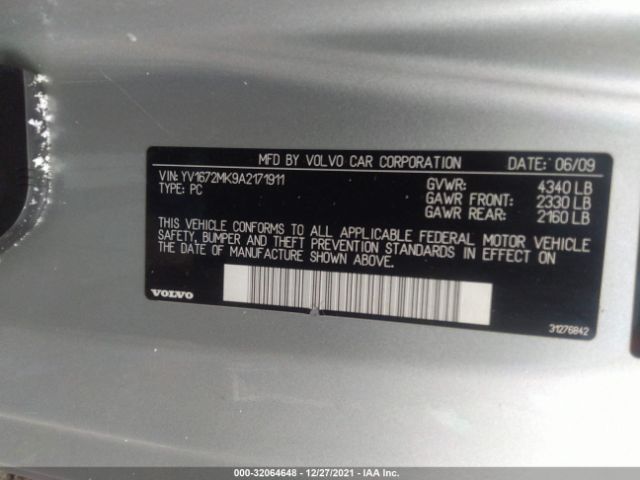 MFD BY VOLVO CAR CORPORATION DATE: 06/09
VIN: YV1672MK9A2171911
TYPE: PC
GVWR: 4340 LB
GAWR FRONT: 2330 LB
GAWR REAR: 2160 LB
THIS VEHICLE CONFORMS TO ALL APPLICABLE FEDERAL MOTOR VEHICLE
SAFETY, BUMPER AND THEFT PREVENTION STANDARDS IN EFFECT ON
THE DATE OF MANUFACTURE SHOWN ABOVE.
VOLVO
31276842
000-32064648 - 12/27/2021 - IAA Inc.